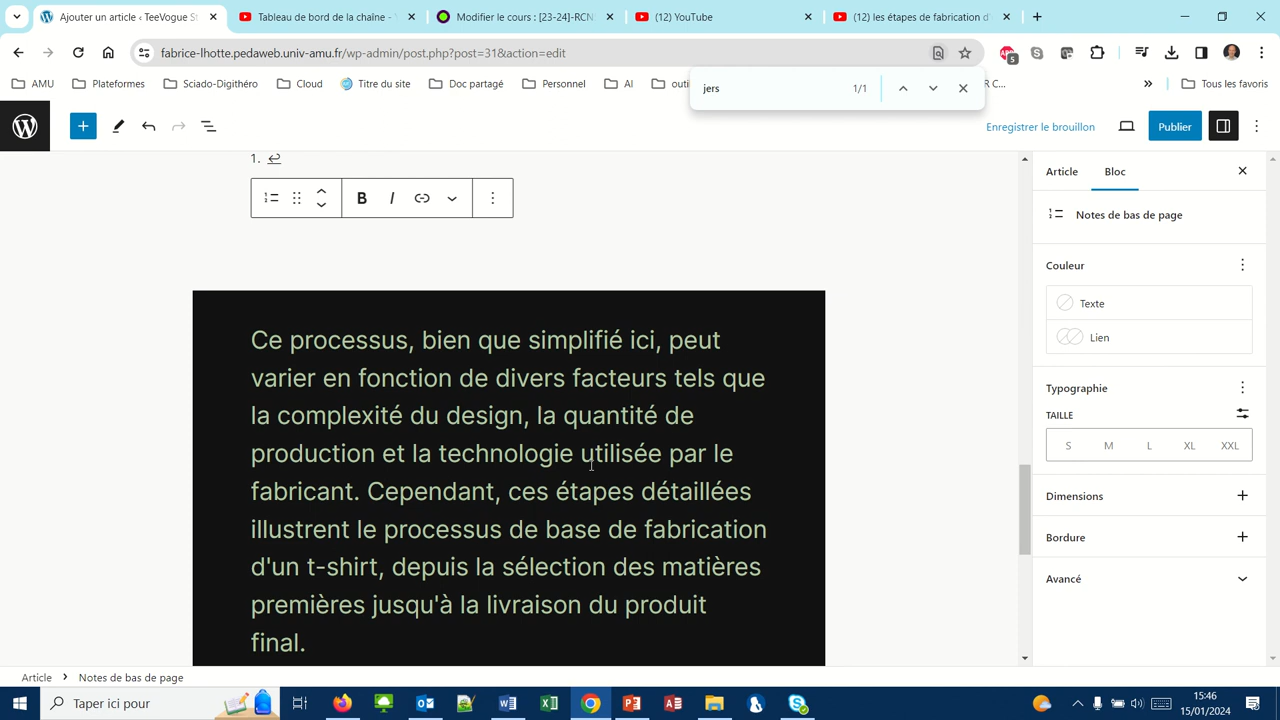 Ajouter un article ‹ TeeVogue St
Tableau de bord de la chaîne -
Modifier le cours : [23-24]-RCN
(12) YouTube
(12) les étapes de fabrication d'
fabrice-lhotte.pedaweb.univ-amu.fr/wp-admin/post.php?post=31&action=edit
5
AMU
Plateformes
Sciado-Digithéro
Cloud
Titre du site
Doc partagé
Personnel
AI
R C...
»
Tous les favoris
jers
1/1
Enregistrer le brouillon
Publier
1. ↩
B I
Article
Bloc
Notes de bas de page
Couleur
Texte
Lien
Typographie
TAILLE
S M L XL XXL
Dimensions
Bordure
Avancé
Ce processus, bien que simplifié ici, peut
varier en fonction de divers facteurs tels que
la complexité du design, la quantité de
production et la technologie utilisée par le
fabricant. Cependant, ces étapes détaillées
illustrent le processus de base de fabrication
d'un t-shirt, depuis la sélection des matières
premières jusqu'à la livraison du produit
final.
Article > Notes de bas de page
Taper ici pour
15:46
15/01/2024